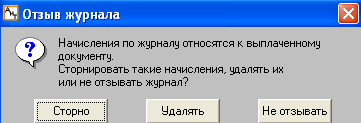 Отзыв журнала
Начисления по журналу относятся к выплаченному
документу.
Сторнировать такие начисления, удалять их
или не отзывать журнал?
Сторно
Удалять
Не отзывать